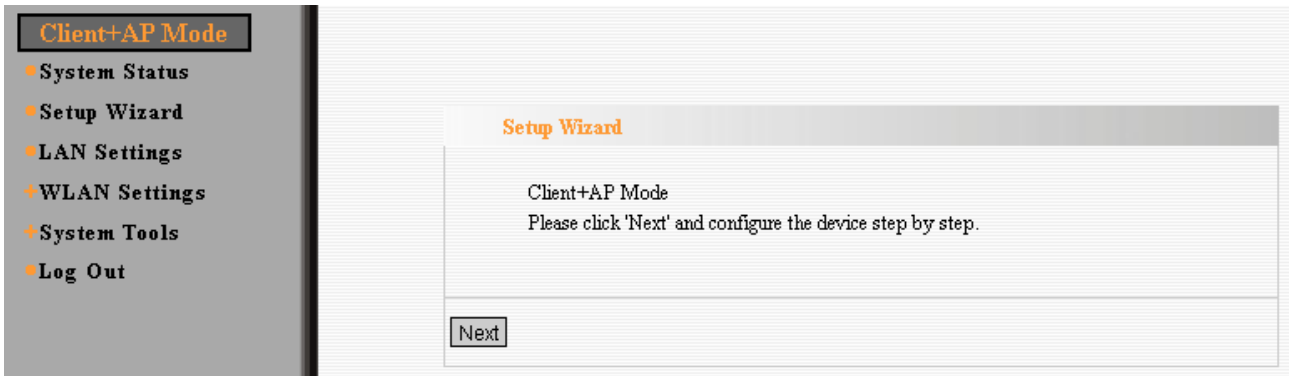 Client+AP Mode
System Status
Setup Wizard
LAN Settings
WLAN Settings
System Tools
Log Out
Setup Wizard
Client+AP Mode
Please click 'Next' and configure the device step by step.
Next